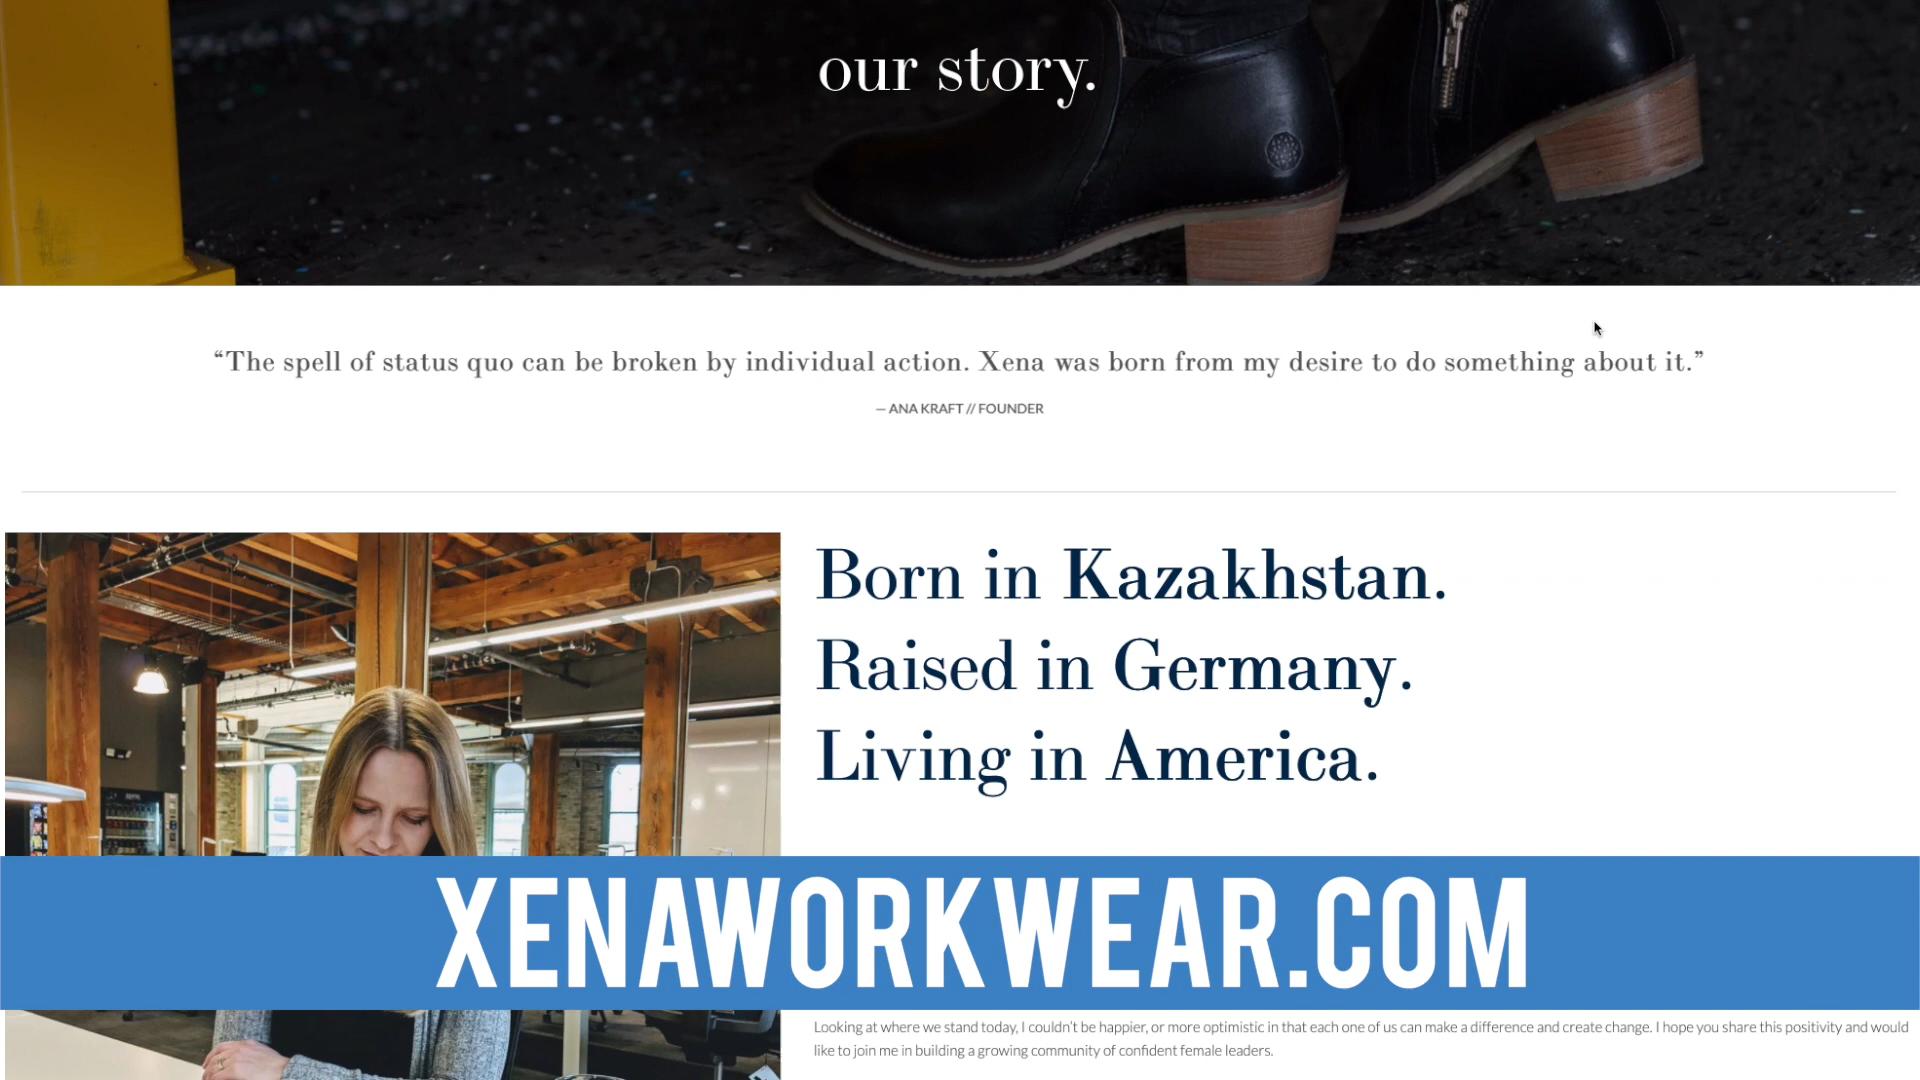 our story.
“The spell of status quo can be broken by individual action. Xena was born from my desire to do something about it.”
– ANA KRAFT // FOUNDER
Born in Kazakhstan.
Raised in Germany.
Living in America.
XENAWORKWEAR.COM
Looking at where we stand today, I couldn't be happier, or more optimistic in that each one of us can make a difference and create change. I hope you share this positivity and would
like to join me in building a growing community of confident female leaders.